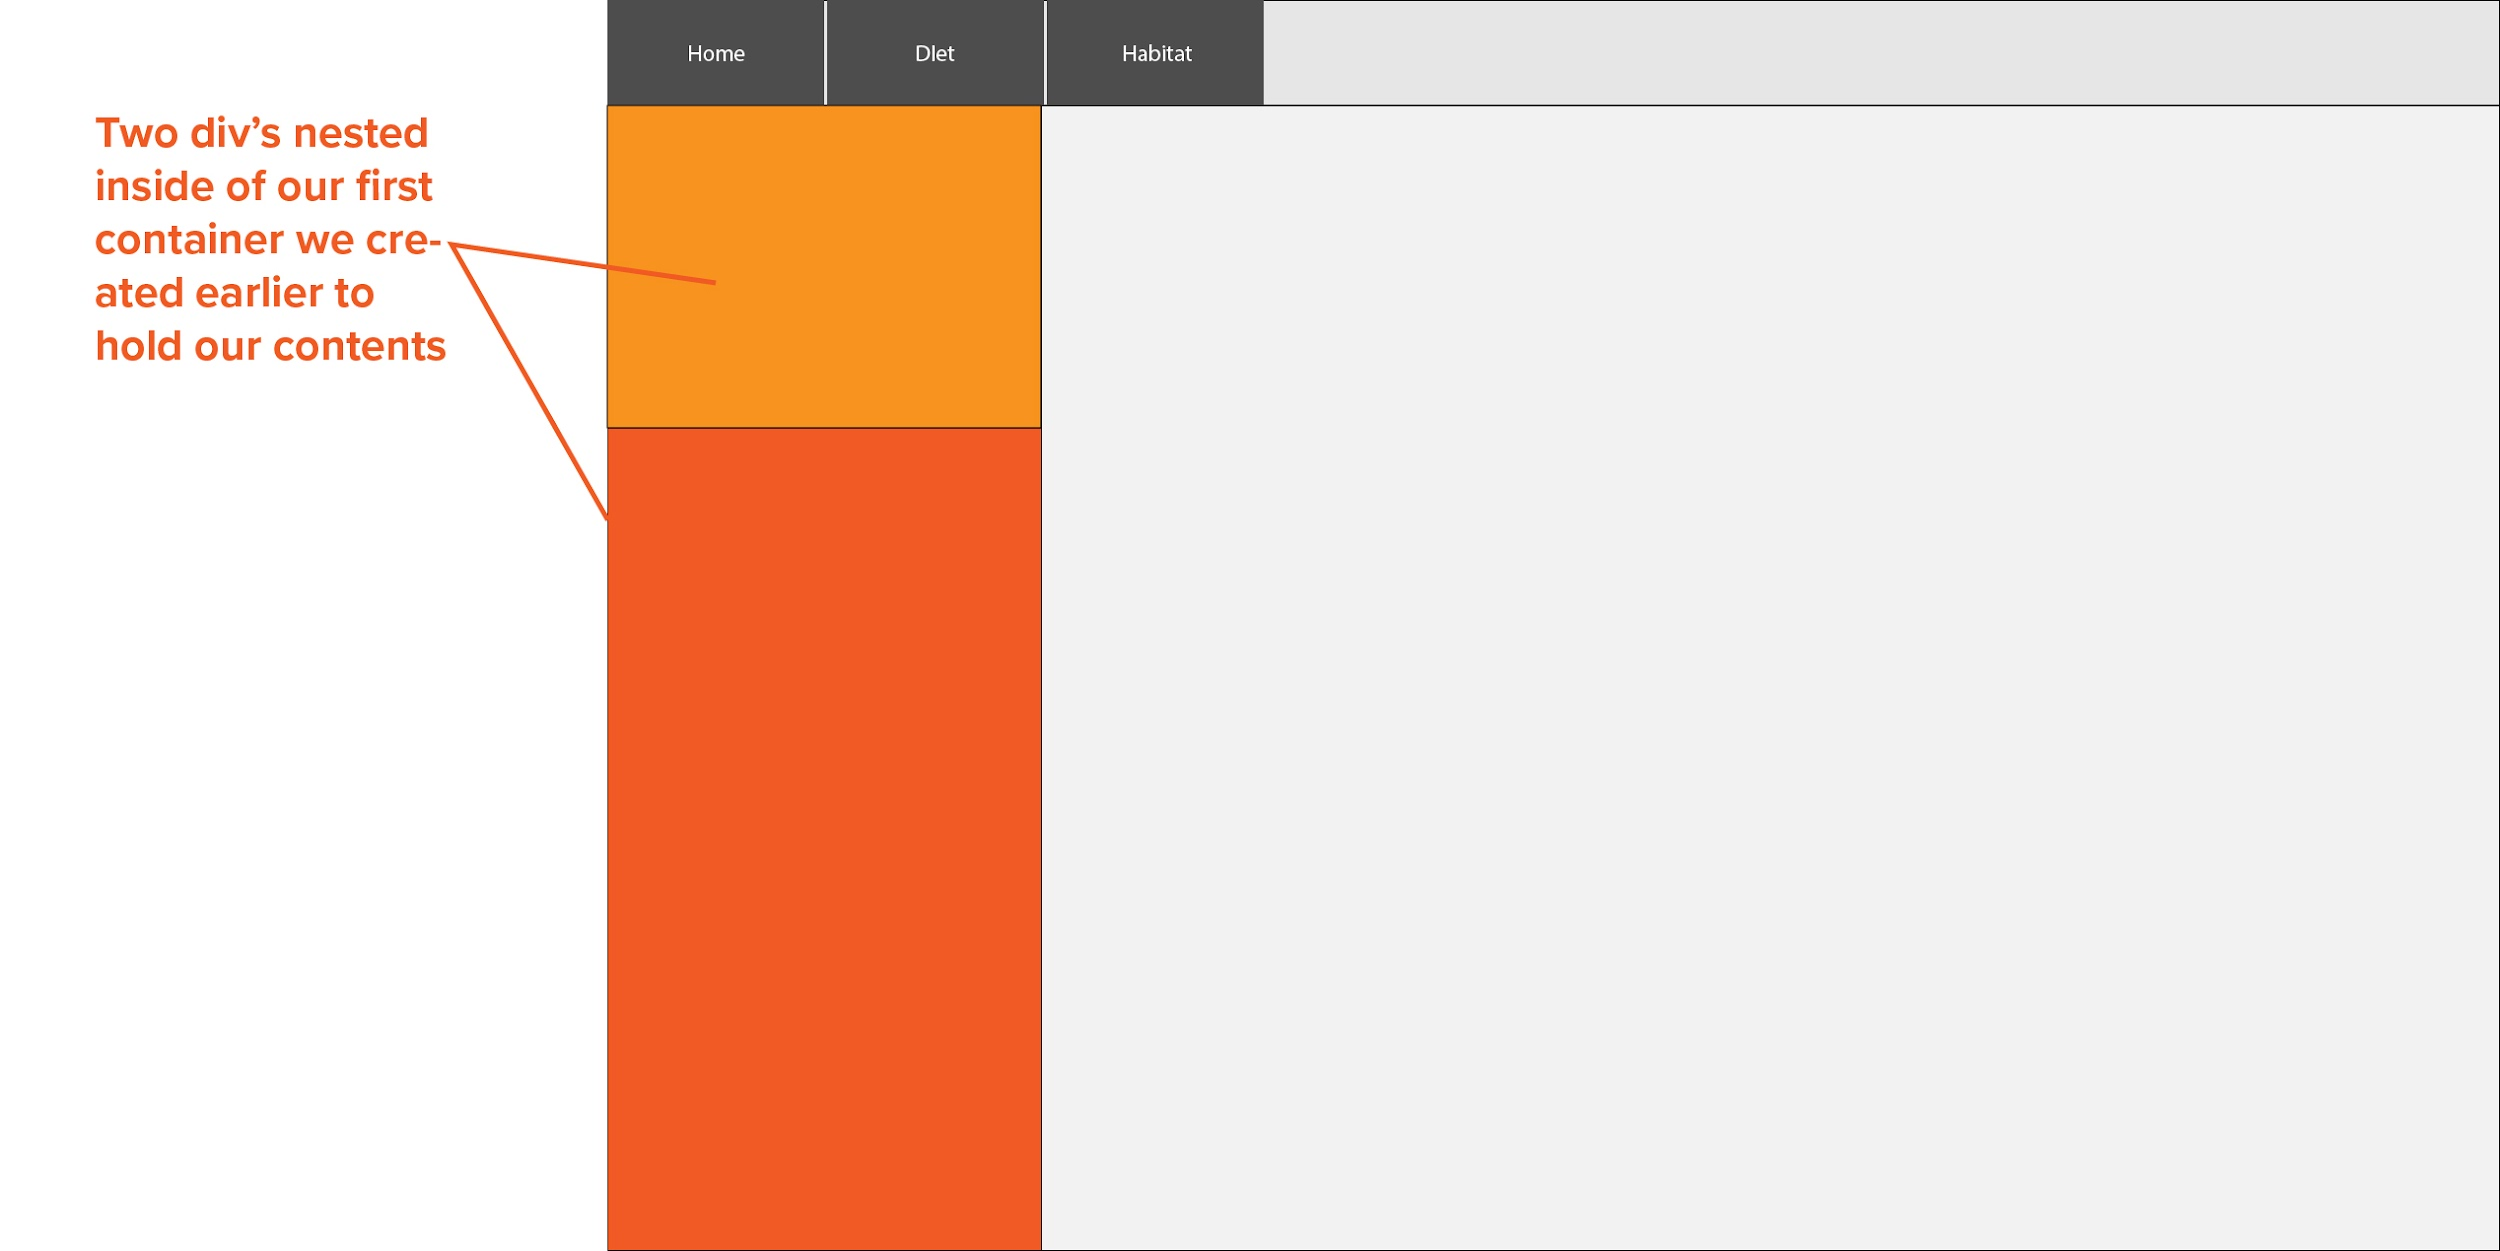 Home
DIet
Habitat
Two div’s nested
inside of our first
container we cre-
ated earlier to
hold our contents